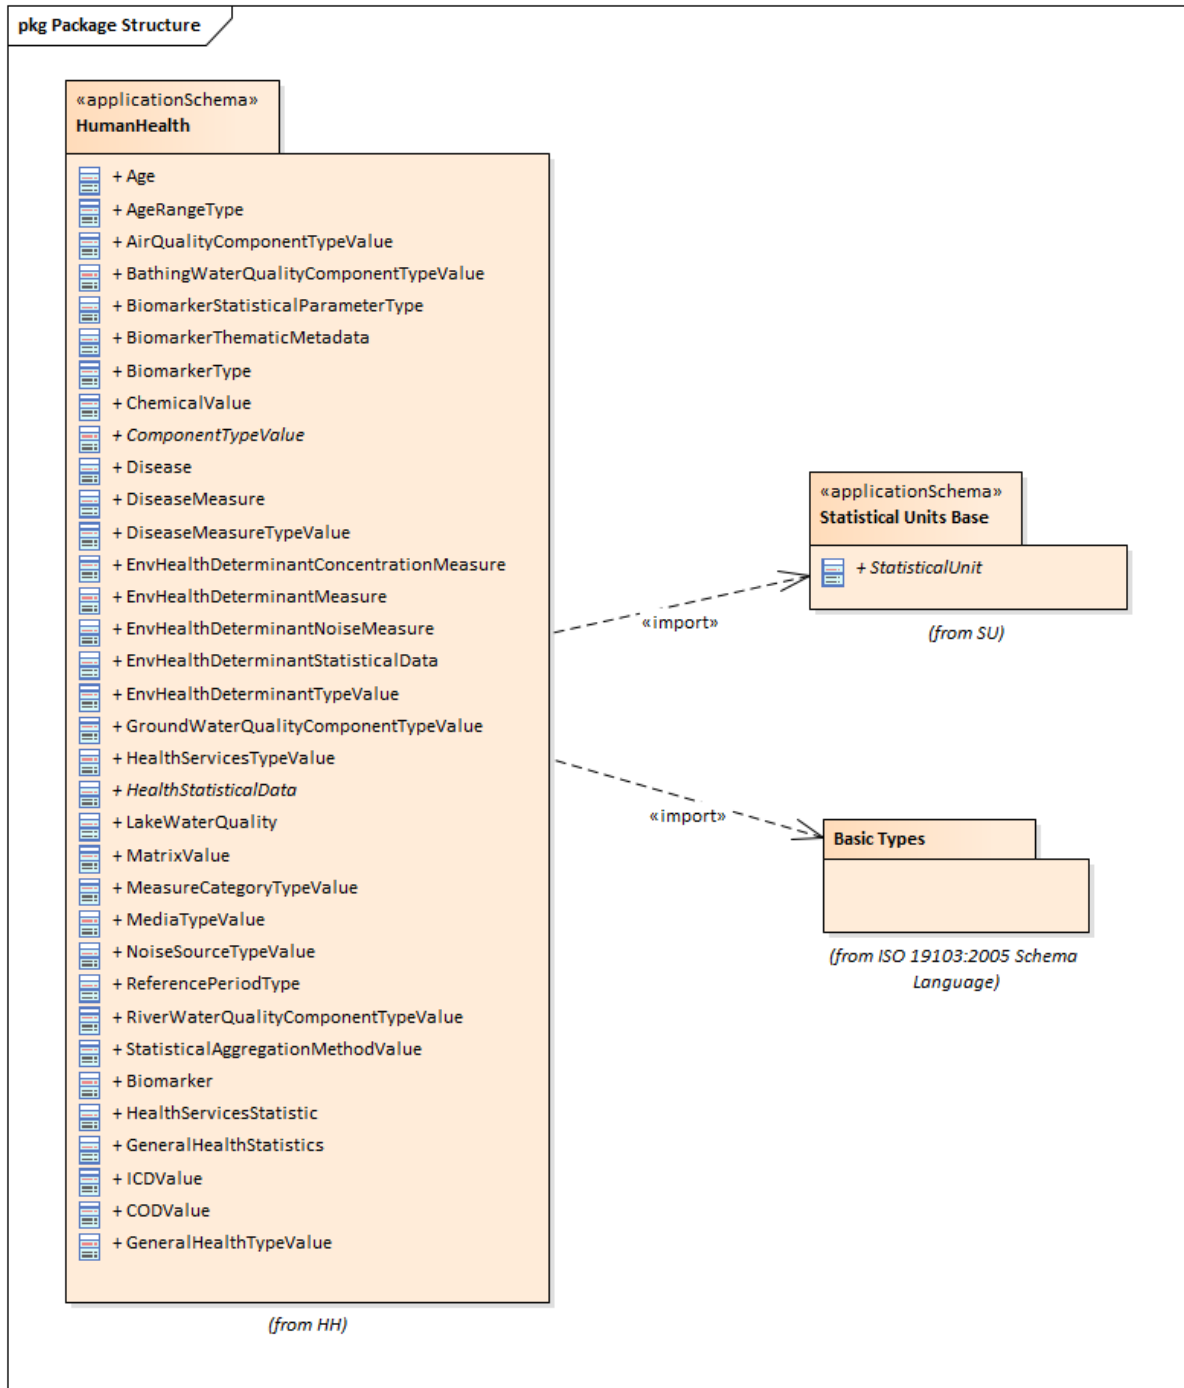 pkg Package Structure
«applicationSchema»
HumanHealth
+ Age
+ AgeRangeType
+ AirQualityComponentTypeValue
+ BathingWaterQualityComponentTypeValue
+ BiomarkerStatisticalParameterType
+ BiomarkerThematicMetadata
+ BiomarkerType
+ ChemicalValue
+ ComponentTypeValue
+ Disease
+ DiseaseMeasure
+ DiseaseMeasureTypeValue
+ EnvHealthDeterminantConcentrationMeasure
+ EnvHealthDeterminantMeasure
+ EnvHealthDeterminantNoiseMeasure
+ EnvHealthDeterminantStatisticalData
+ EnvHealthDeterminantTypeValue
+ GroundWaterQualityComponentTypeValue
+ HealthServicesTypeValue
+ HealthStatisticalData
+ LakeWaterQuality
+ MatrixValue
+ MeasureCategoryTypeValue
+ MediaTypeValue
+ NoiseSourceTypeValue
+ ReferencePeriodType
+ RiverWaterQualityComponentTypeValue
+ StatisticalAggregationMethodValue
+ Biomarker
+ HealthServicesStatistic
+ GeneralHealthStatistics
+ ICDValue
+ CODValue
+ GeneralHealthTypeValue
(from HH)
«import»
«import»
«applicationSchema»
Statistical Units Base
+ StatisticalUnit
(from SU)
Basic Types
(from ISO 19103:2005 Schema
Language)